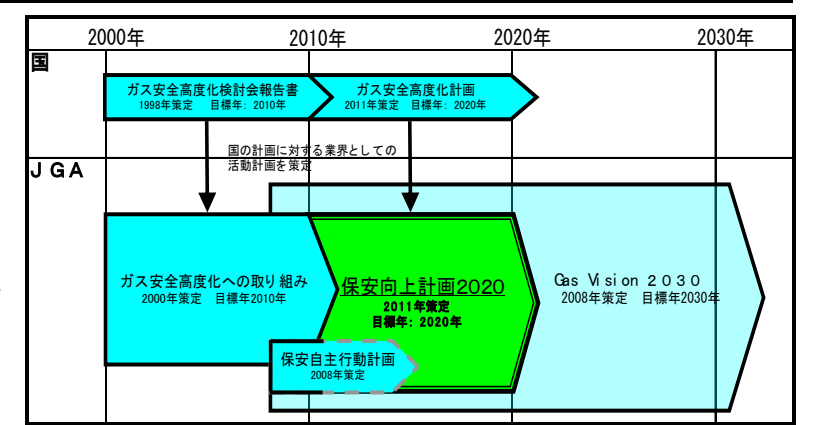 2000年 2010年 2020年 2030年
国
ガス安全高度化検討会報告書
1998年策定 目標年：2010年
ガス安全高度化計画
2011年策定 目標年：2020年
国の計画に対する業界としての
活動計画を策定
JGA
ガス安全高度化への取り組み
2000年策定 目標年2010年
保安向上計画2020
2011年策定
目標年：2020年
Gas Vision 2030
2008年策定 目標年2030年
保安自主行動計画
2008年策定